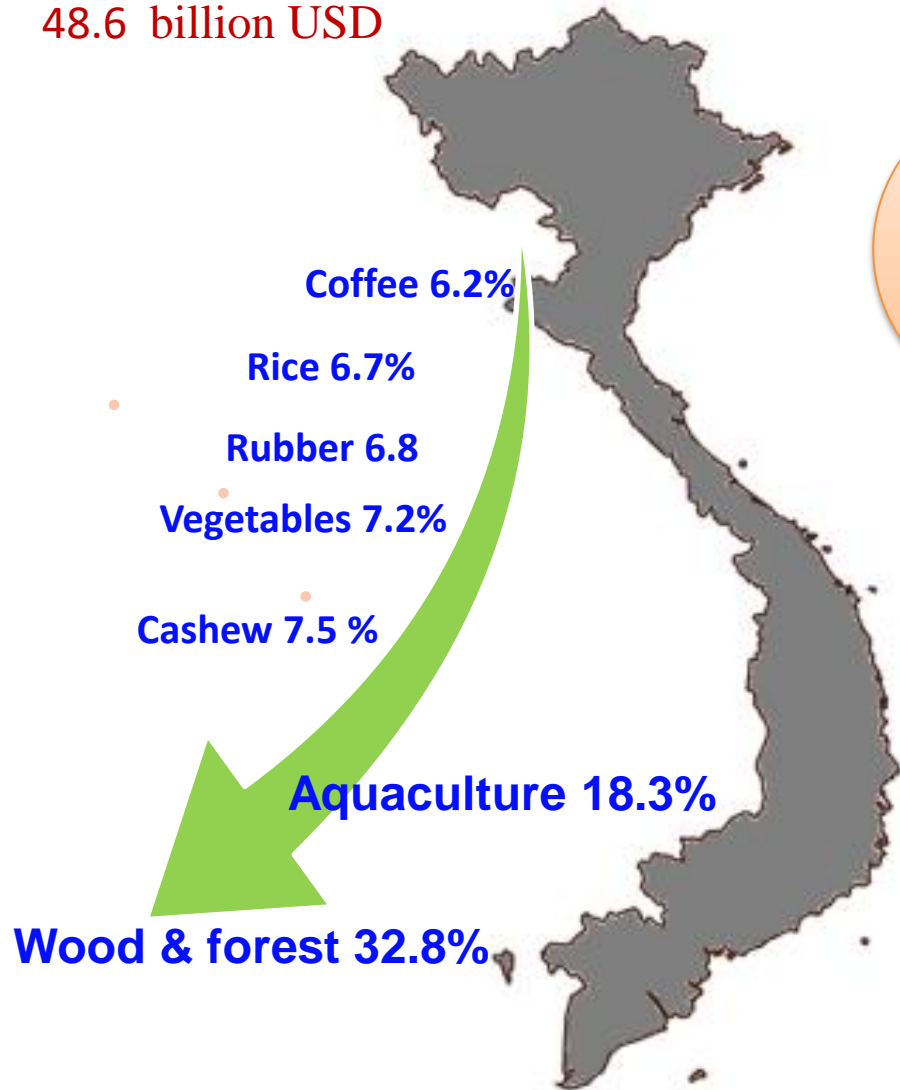 48.6 billion USD
Coffee 6.2%
Rice 6.7%
Rubber 6.8
Vegetables 7.2%
Cashew 7.5 %
Aquaculture 18.3%
Wood & forest 32.8%